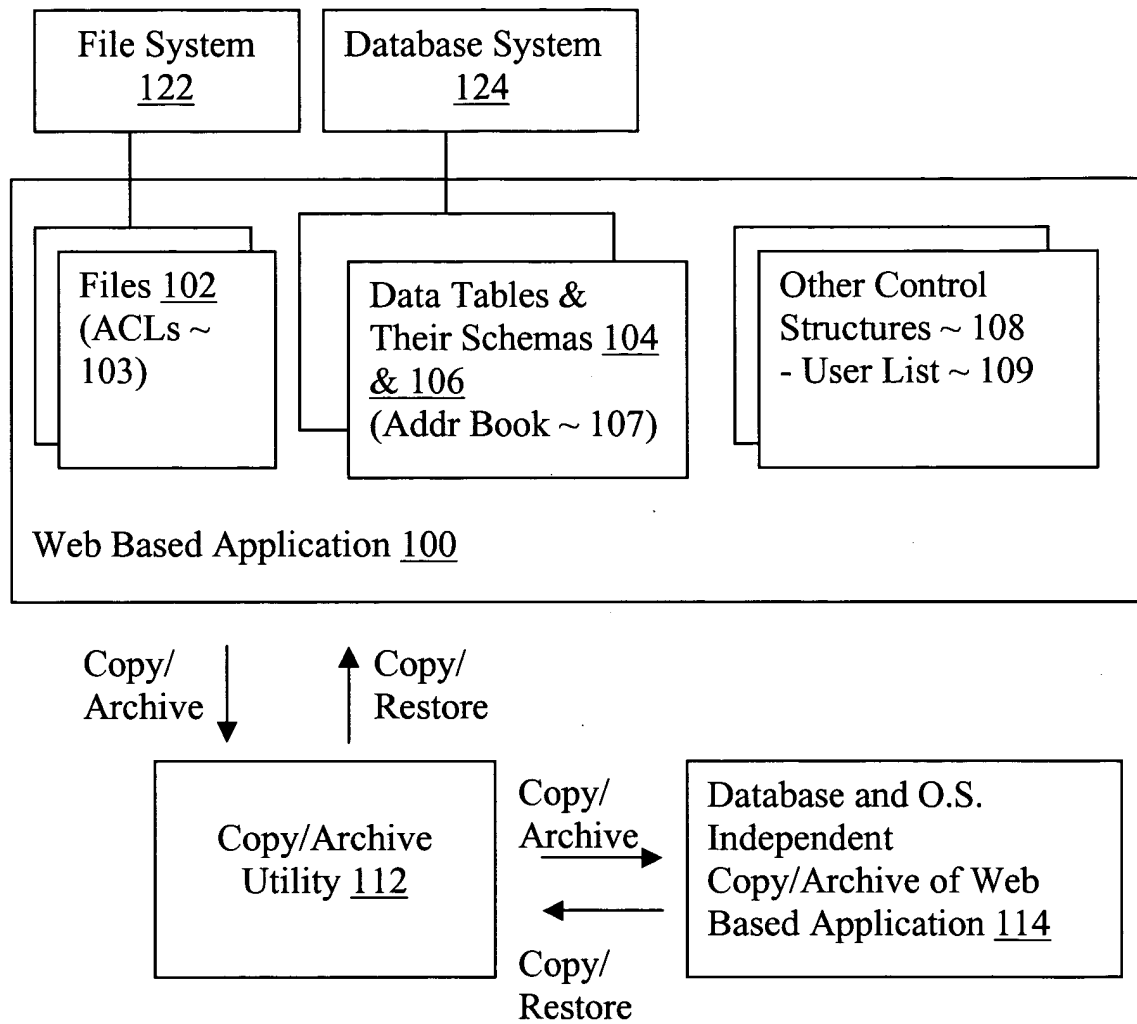 File System
122
Database System
124
Files 102
(ACLs ~
103)
Data Tables &
Their Schemas 104
& 106
(Addr Book ~ 107)
Other Control
Structures ~ 108
- User List ~ 109
Web Based Application 100
Copy/
Archive
Copy/
Restore
Copy/Archive
Utility 112
Copy/
Archive
Copy/
Restore
Database and O.S.
Independent
Copy/Archive of Web
Based Application 114